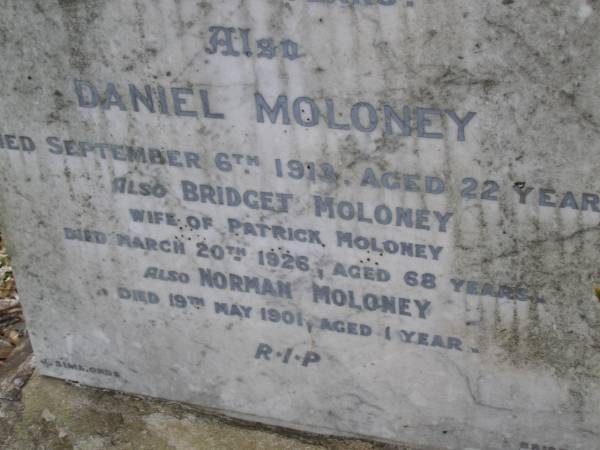 Also
DANIEL MOLONEY
DIED SEPTEMBER 6TH 1913, AGED 22 YEARS
ALSO BRIDGET MOLONEY
WIFE OF PATRICK MOLONEY
DIED MARCH 20TH 1926, AGED 68 YEARS.
ALSO NORMAN MOLONEY
DIED 19TH MAY 1901, AGED 1 YEAR.
R·I·P
SIMMONDS